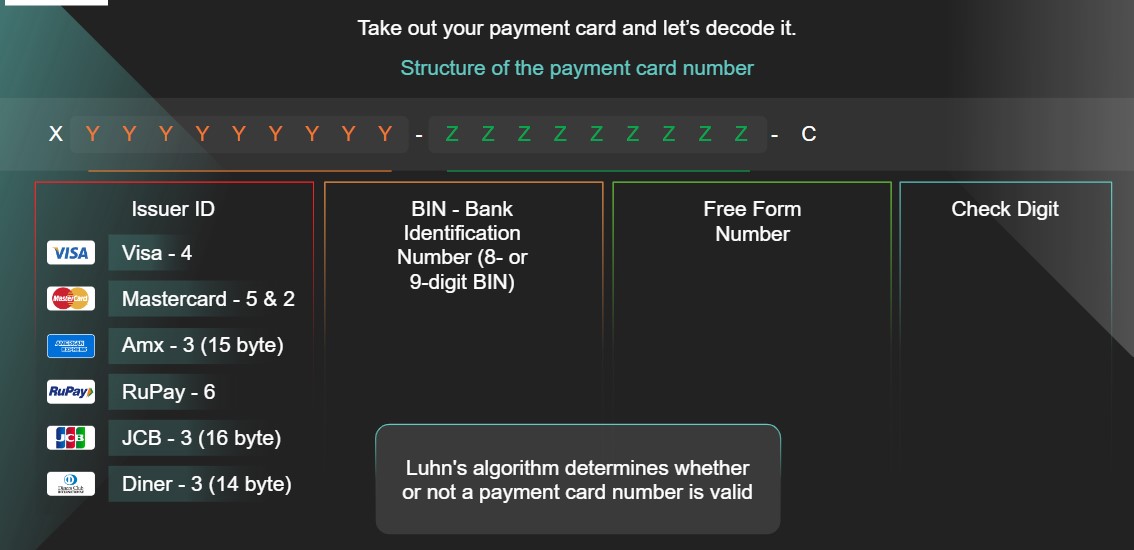 Take out your payment card and let's decode it.
Structure of the payment card number
X Y Y Y Y Y Y Y Y Y - Z Z Z Z Z Z Z Z Z - C
Issuer ID
VISA Visa - 4
MasterCard Mastercard - 5 & 2
AMERICAN EXPRESS Amx - 3 (15 byte)
RuPay RuPay - 6
JCB JCB - 3 (16 byte)
Diners Club Diner - 3 (14 byte)
BIN - Bank
Identification
Number (8- or
9-digit BIN)
Free Form
Number
Check Digit
Luhn's algorithm determines whether
or not a payment card number is valid